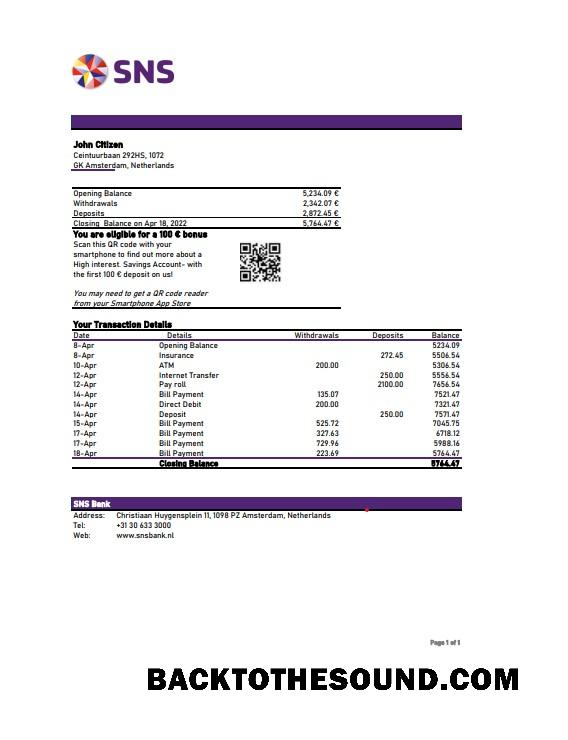 SNS
John Citizen
Ceintuurbaan 292HS, 1072
GK Amsterdam, Netherlands
Opening Balance 5,234.09 €
Withdrawals 2,342.07 €
Deposits 2,872.45 €
Closing Balance on Apr 18, 2022 5,764.47 €
You are eligible for a 100 € bonus
Scan this QR code with your
smartphone to find out more about a
High interest. Savings Account- with
the first 100 € deposit on us!
You may need to get a QR code reader
from your Smartphone App Store
Your Transaction Details
Date Details Withdrawals Deposits Balance
8-Apr Opening Balance 5234.09
8-Apr Insurance 272.45 5506.54
10-Apr ATM 200.00 5306.54
12-Apr Internet Transfer 250.00 5556.54
12-Apr Pay roll 2100.00 7656.54
14-Apr Bill Payment 135.07 7521.47
14-Apr Direct Debit 200.00 7321.47
14-Apr Deposit 250.00 7571.47
15-Apr Bill Payment 525.72 7045.75
17-Apr Bill Payment 327.63 6718.12
17-Apr Bill Payment 729.96 5988.16
18-Apr Bill Payment 223.69 5764.47
Closing Balance 5764.47
SNS Bank
Address: Christiaan Huygensplein 11, 1098 PZ Amsterdam, Netherlands
Tel: +31 30 633 3000
Web: www.snsbank.nl
Page 1 of 1
BACKTOTHESOUND.COM